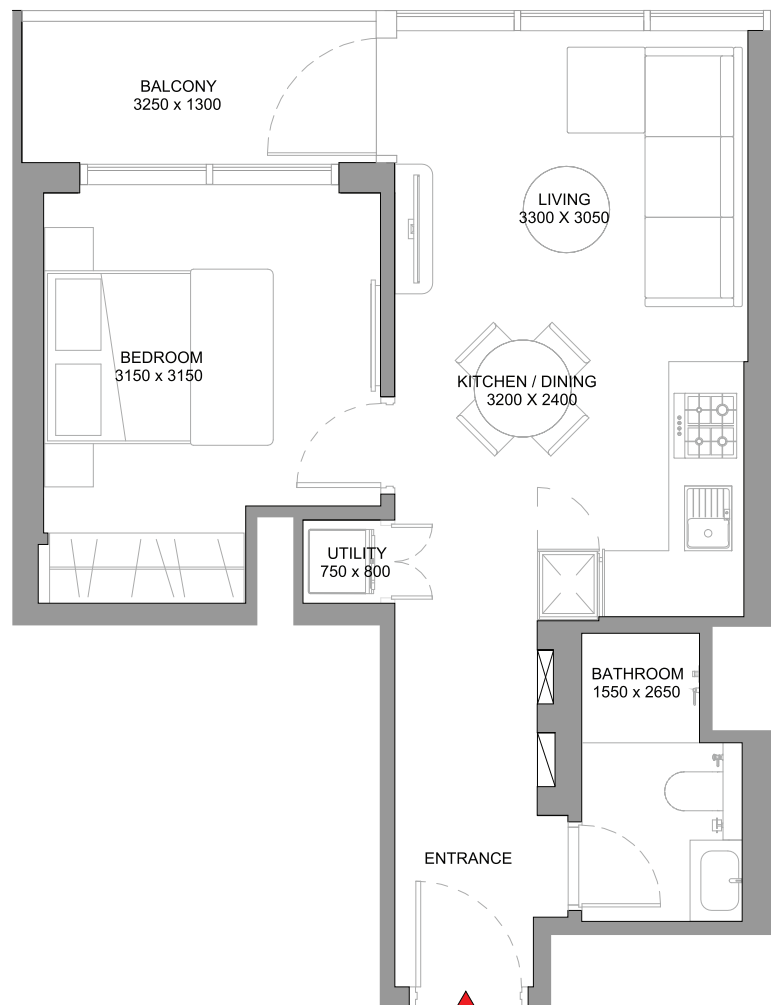 BALCONY
3250 x 1300
LIVING
3300 X 3050
BEDROOM
3150 x 3150
KITCHEN / DINING
3200 X 2400
UTILITY
750 x 800
BATHROOM
1550 x 2650
ENTRANCE